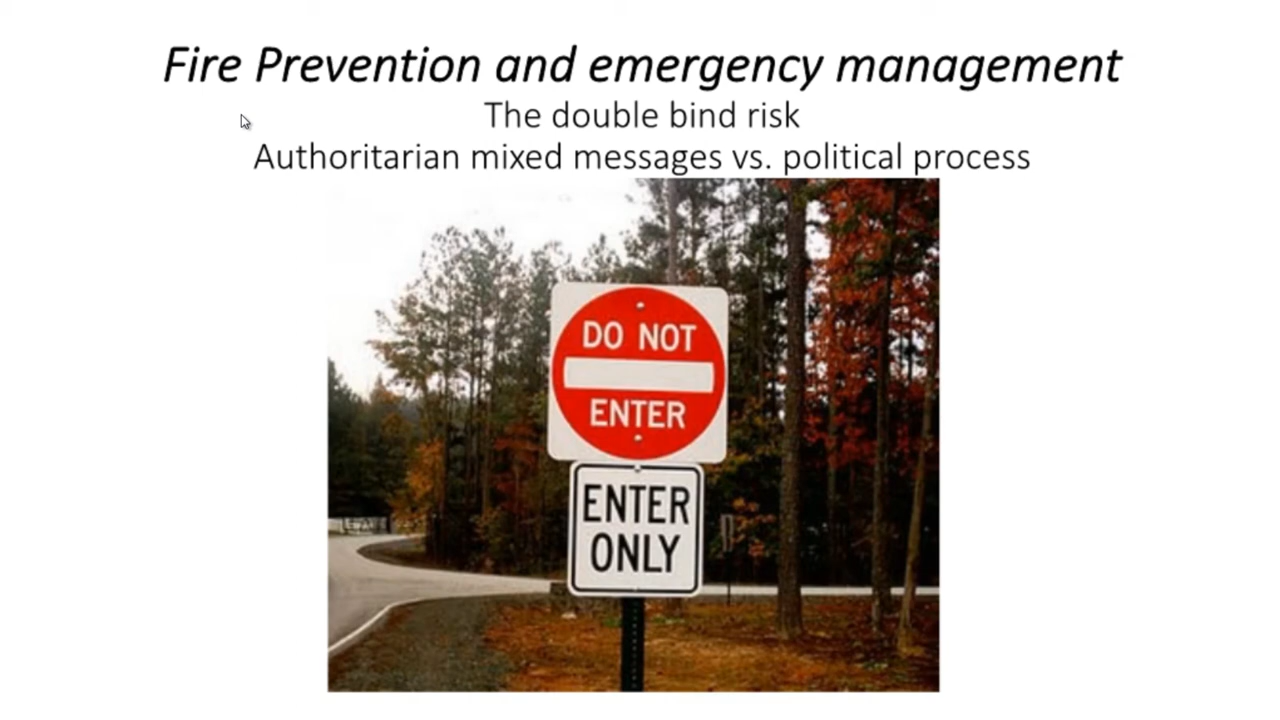 Fire Prevention and emergency management
The double bind risk
Authoritarian mixed messages vs. political process
DO NOT
ENTER
ENTER
ONLY